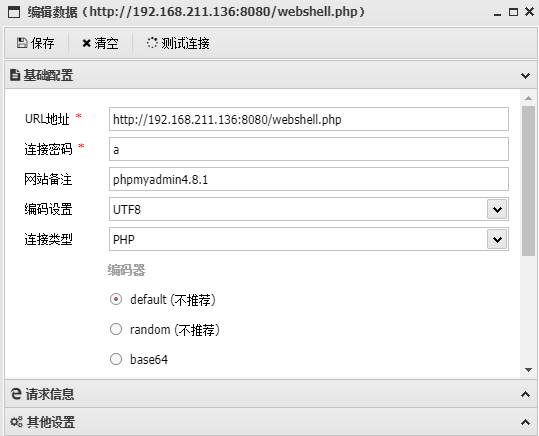 编辑数据（http://192.168.211.136:8080/webshell.php）
保存 清空 测试连接
基础配置
URL地址 * http://192.168.211.136:8080/webshell.php
连接密码 * a
网站备注 phpmyadmin4.8.1
编码设置 UTF8
连接类型 PHP
编码器
default (不推荐)
random (不推荐)
base64
请求信息
其他设置